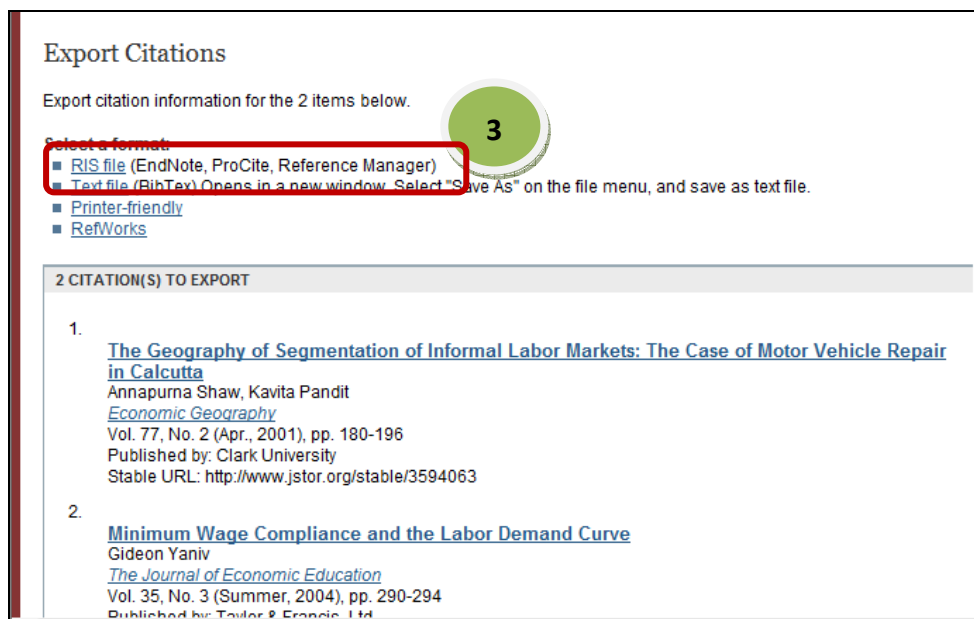 Export Citations
Export citation information for the 2 items below.
3
Select a format:
RIS file (EndNote, ProCite, Reference Manager)
Text file (BibTex) Opens in a new window. Select "Save As" on the file menu, and save as text file.
Printer-friendly
RefWorks
2 CITATION(S) TO EXPORT
1.
The Geography of Segmentation of Informal Labor Markets: The Case of Motor Vehicle Repair
in Calcutta
Annapurna Shaw, Kavita Pandit
Economic Geography
Vol. 77, No. 2 (Apr., 2001), pp. 180-196
Published by: Clark University
Stable URL: http://www.jstor.org/stable/3594063
2.
Minimum Wage Compliance and the Labor Demand Curve
Gideon Yaniv
The Journal of Economic Education
Vol. 35, No. 3 (Summer, 2004), pp. 290-294
Published by: Taylor & Francis, Ltd.